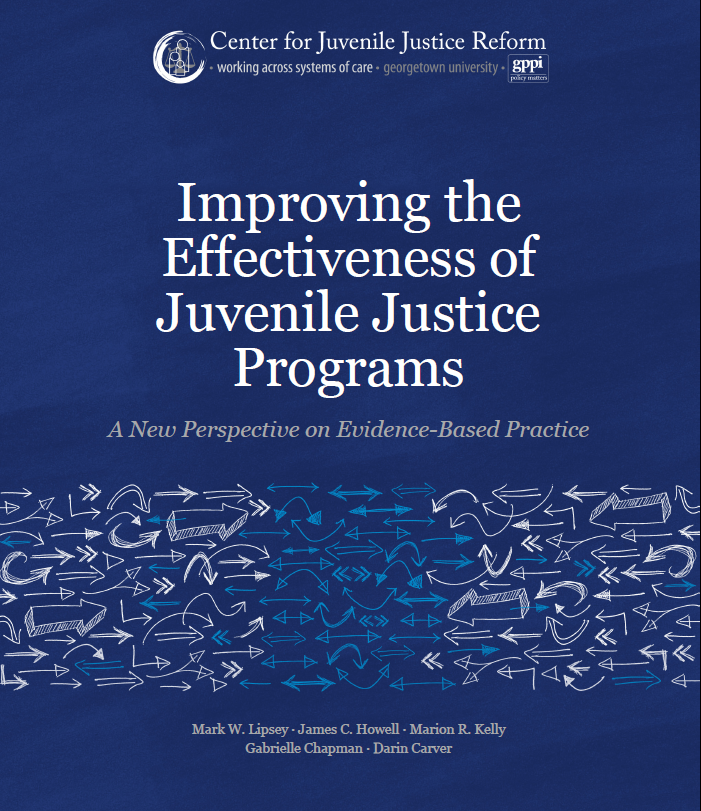 Center for Juvenile Justice Reform
• working across systems of care • georgetown university •
gppi
policy matters
Improving the
Effectiveness of
Juvenile Justice
Programs
A New Perspective on Evidence-Based Practice
Mark W. Lipsey · James C. Howell · Marion R. Kelly
Gabrielle Chapman · Darin Carver